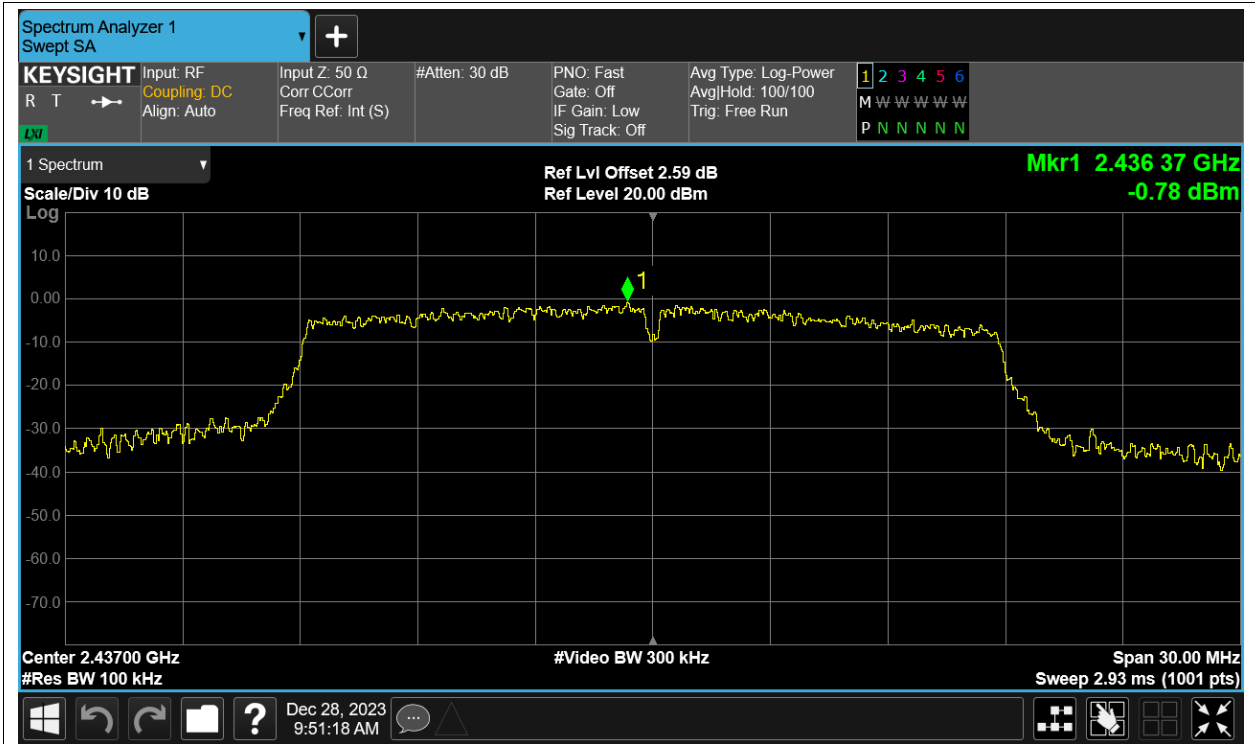 Spectrum Analyzer 1
Swept SA
KEYSIGHT
R T
LXI
Input: RF
Coupling: DC
Align: Auto
Input Z: 50 Ω
Corr CCorr
Freq Ref: Int (S)
#Atten: 30 dB
PNO: Fast
Gate: Off
IF Gain: Low
Sig Track: Off
Avg Type: Log-Power
Avg|Hold: 100/100
Trig: Free Run
1 2 3 4 5 6
M W W W W W
P N N N N N
1 Spectrum
Scale/Div 10 dB
Log
Ref Lvl Offset 2.59 dB
Ref Level 20.00 dBm
Mkr1 2.436 37 GHz
-0.78 dBm
10.0
0.00
-10.0
-20.0
-30.0
-40.0
-50.0
-60.0
-70.0
1
Center 2.43700 GHz
#Res BW 100 kHz
#Video BW 300 kHz
Span 30.00 MHz
Sweep 2.93 ms (1001 pts)
?
Dec 28, 2023
9:51:18 AM